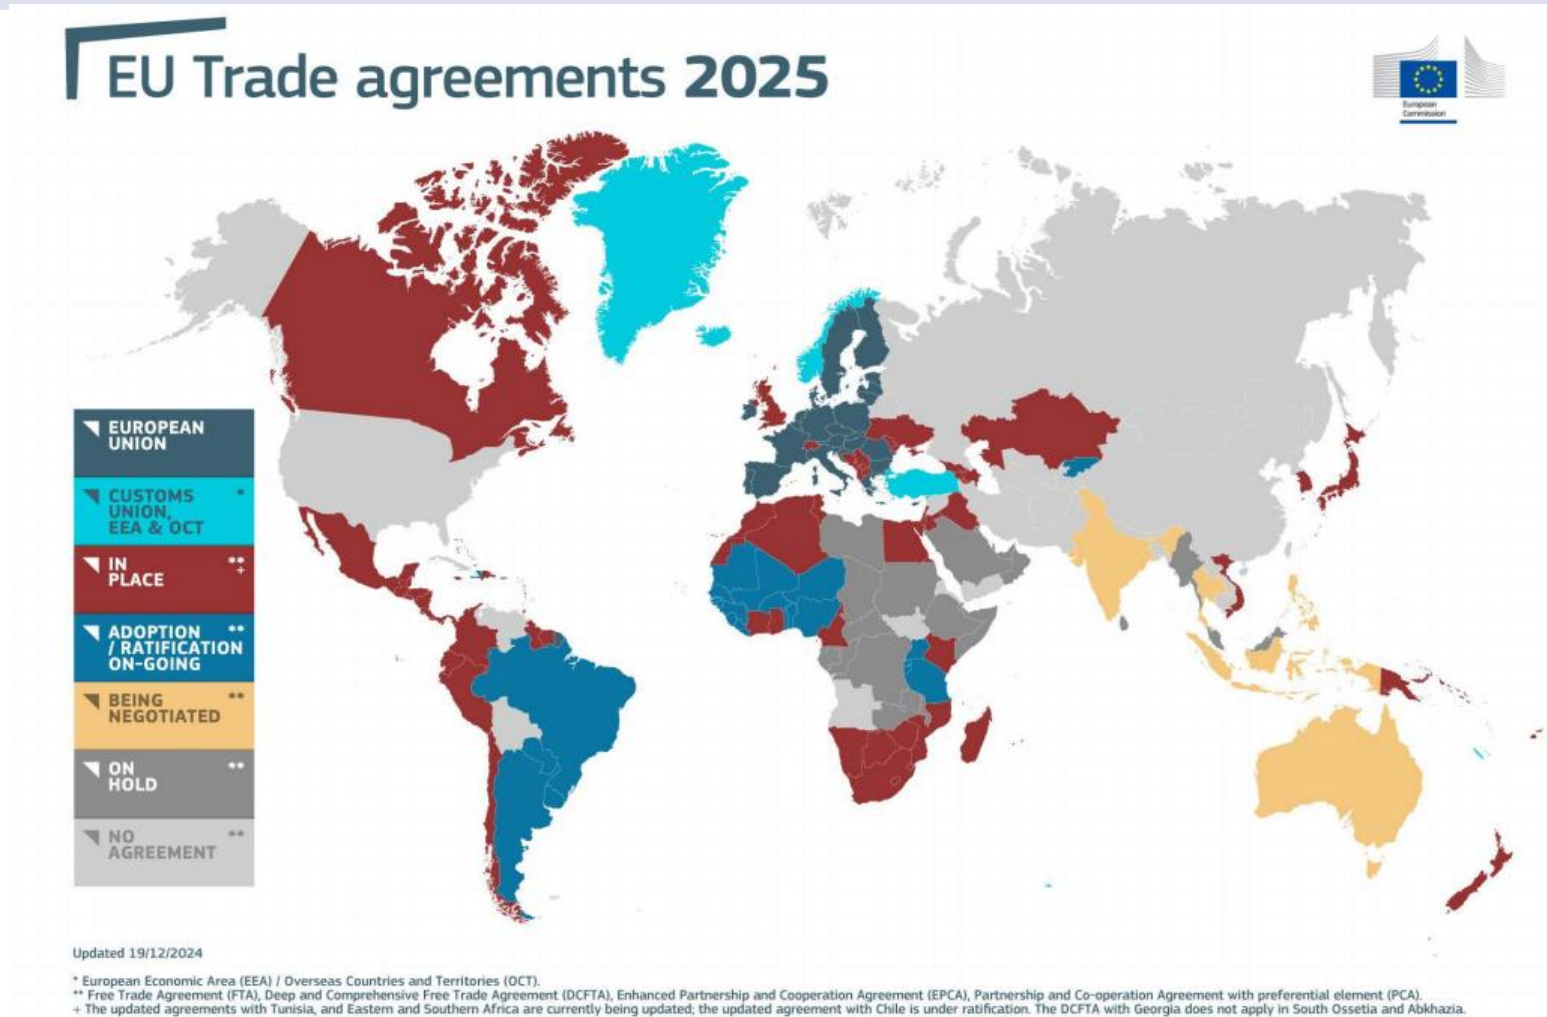 EU Trade agreements 2025
European
Commission
EUROPEAN
UNION
CUSTOMS *
UNION,
EEA & OCT
IN **
PLACE +
ADOPTION **
/ RATIFICATION
ON-GOING
BEING **
NEGOTIATED
ON **
HOLD
NO **
AGREEMENT
Updated 19/12/2024
* European Economic Area (EEA) / Overseas Countries and Territories (OCT).
** Free Trade Agreement (FTA), Deep and Comprehensive Free Trade Agreement (DCFTA), Enhanced Partnership and Cooperation Agreement (EPCA), Partnership and Co-operation Agreement with preferential element (PCA).
+ The updated agreements with Tunisia, and Eastern and Southern Africa are currently being updated; the updated agreement with Chile is under ratification. The DCFTA with Georgia does not apply in South Ossetia and Abkhazia.